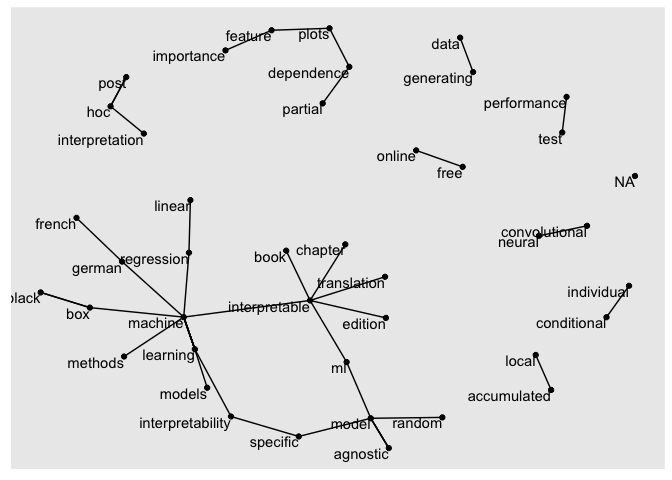 feature
plots
data
importance
dependence
generating
post
performance
hoc
partial
test
interpretation
online
free
NA
linear
french
convolutional
neural
regression
book
chapter
german
translation
individual
black
box
interpretable
machine
edition
conditional
learning
methods
ml
local
models
accumulated
interpretability
model
random
specific
agnostic